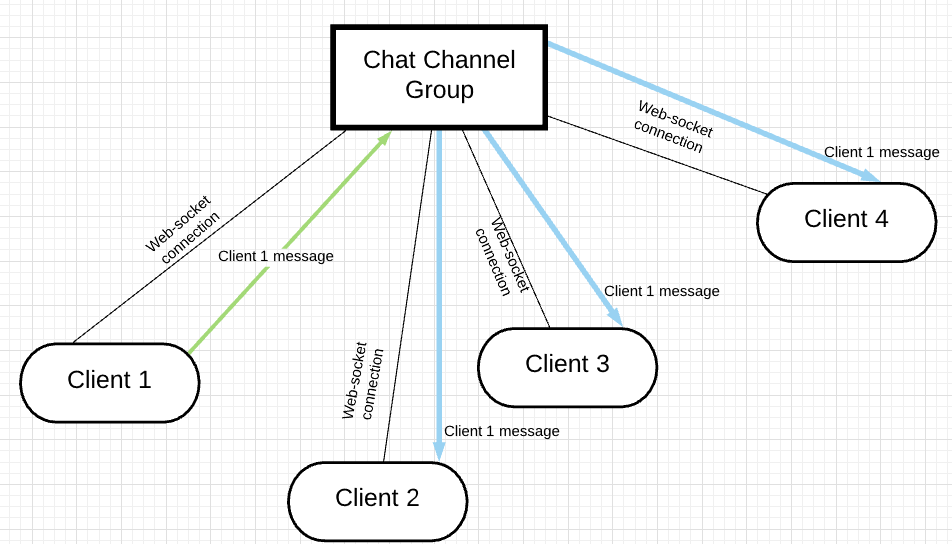 Chat Channel
Group
Web-socket
connection
Client 1 message
Client 4
Web-socket
connection
Client 1 message
Web-socket
connection
Client 1 message
Client 3
Client 1
Web-socket
connection
Client 1 message
Client 2